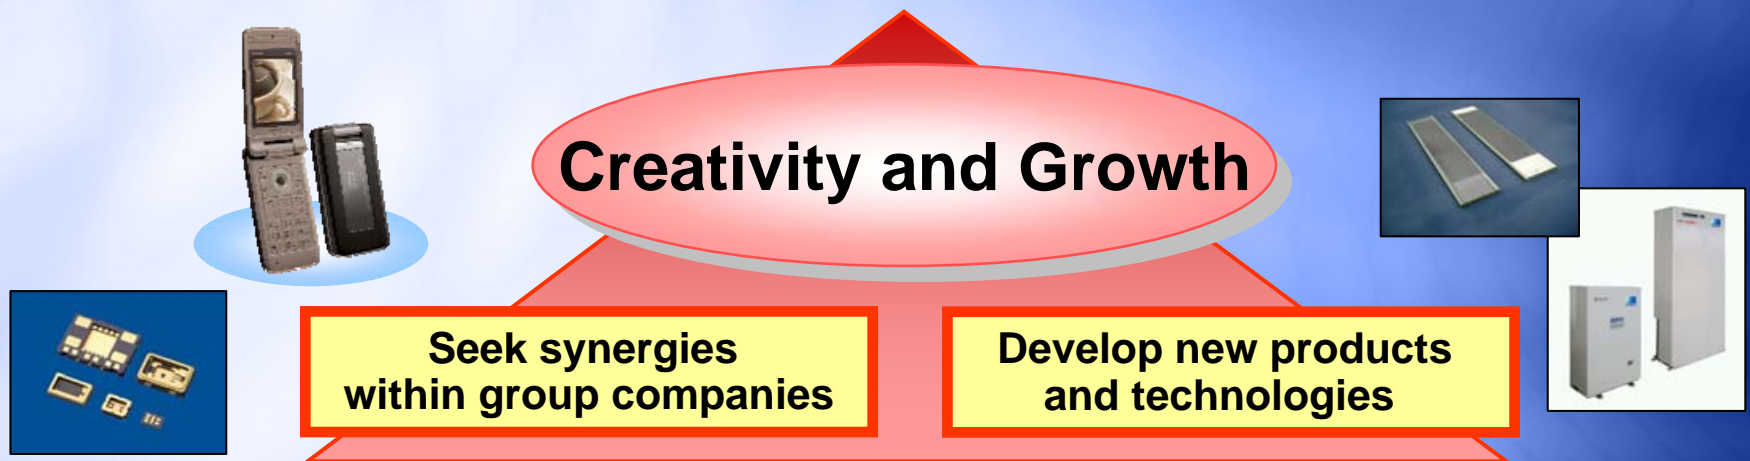 Creativity and Growth
Seek synergies
within group companies
Develop new products
and technologies